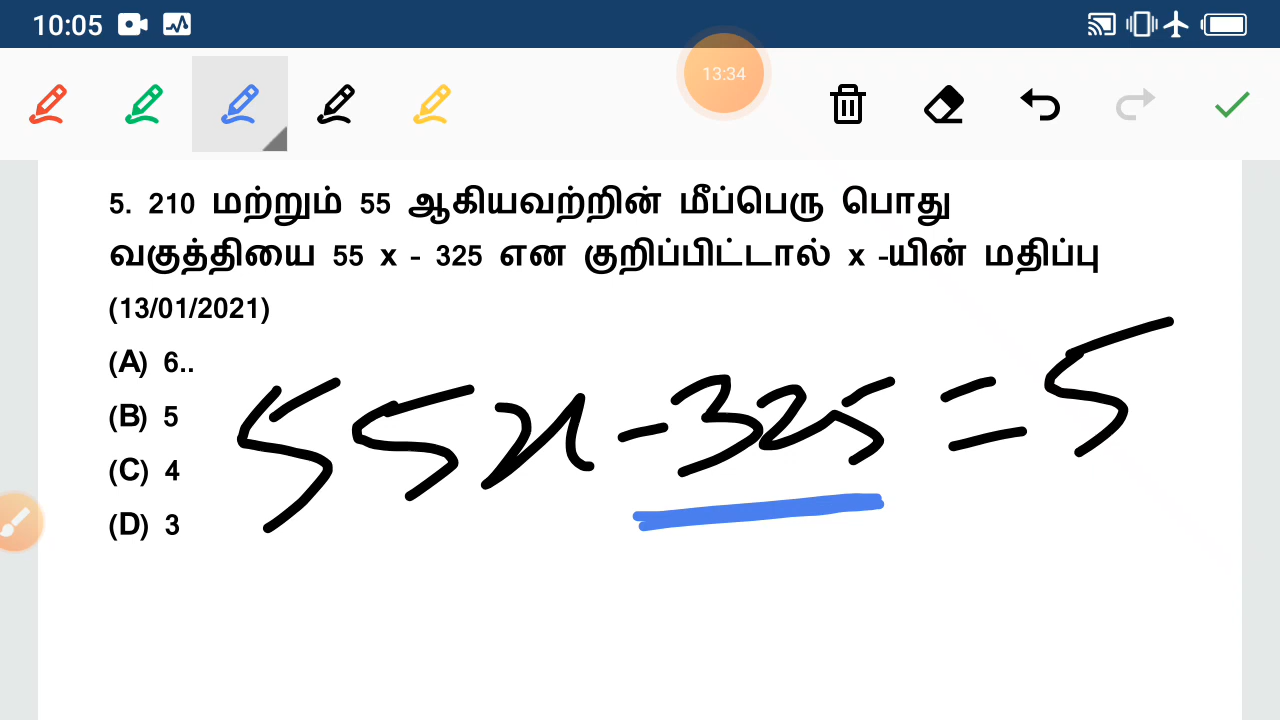 10:05
13:34
5. 210 மற்றும் 55 ஆகியவற்றின் மீப்பெரு பொது
வகுத்தியை 55 x - 325 என குறிப்பிட்டால் x -யின் மதிப்பு
(13/01/2021)
(A) 6..
(B) 5
(C) 4
(D) 3
55x - 325 = 5